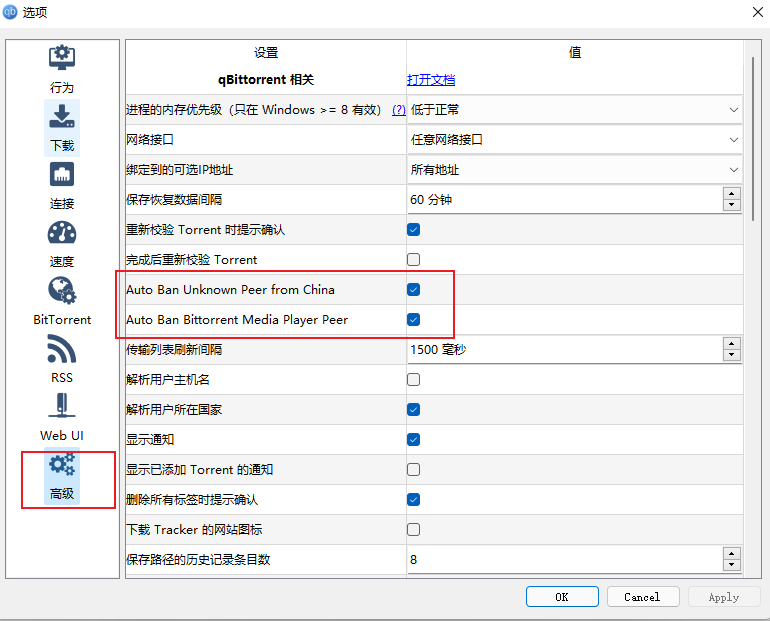 qb 选项
行为
下载
连接
速度
BitTorrent
RSS
Web UI
高级
设置 值
qBittorrent 相关 打开文档
进程的内存优先级（只在 Windows >= 8 有效） (?) 低于正常
网络接口 任意网络接口
绑定到的可选IP地址 所有地址
保存恢复数据间隔 60 分钟
重新校验 Torrent 时提示确认
完成后重新校验 Torrent
Auto Ban Unknown Peer from China
Auto Ban Bittorrent Media Player Peer
传输列表刷新间隔 1500 毫秒
解析用户主机名
解析用户所在国家
显示通知
显示已添加 Torrent 的通知
删除所有标签时提示确认
下载 Tracker 的网站图标
保存路径的历史记录条目数 8
OK Cancel Apply